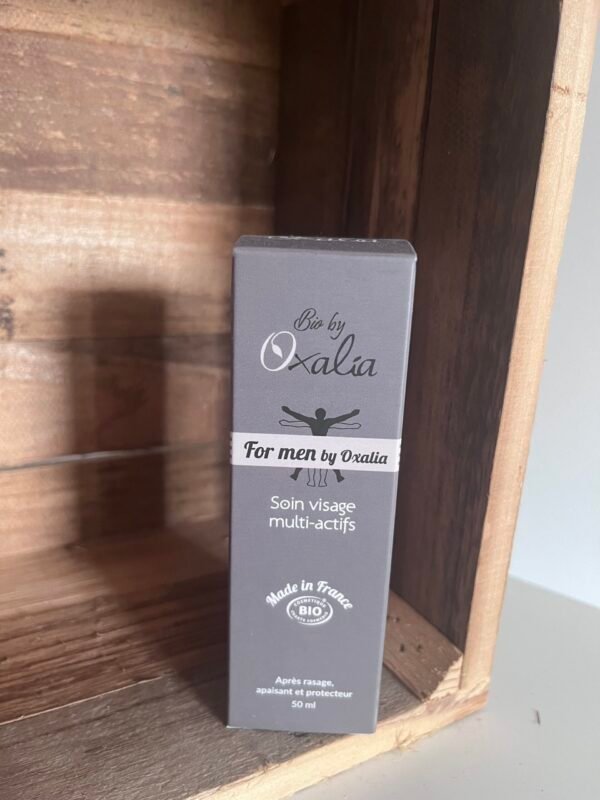 Bio by
Oxalia
For men by Oxalia
Soin visage
multi-actifs
Made in France
COSMETIQUE
BIO
Après rasage,
apaisant et protecteur
50 ml